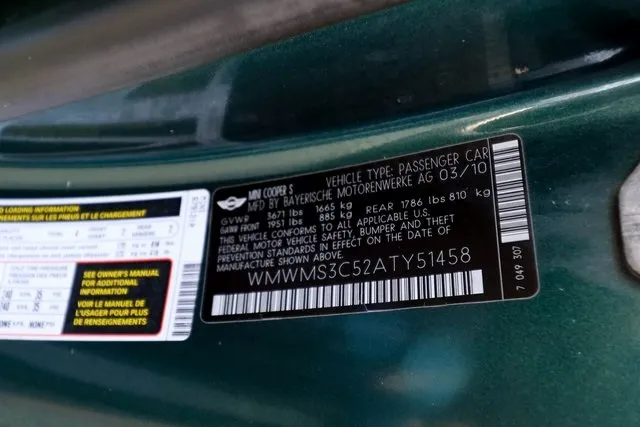 MINI COOPER S
VEHICLE TYPE: PASSENGER CAR
MFD BY BAYERISCHE MOTORENWERKE AG 03/10
GVWR 3671 lbs 1665 kg
GAWR FRONT 1951 lbs 885 kg REAR 1786 lbs 810 kg
THIS VEHICLE CONFORMS TO ALL APPLICABLE
FEDERAL MOTOR VEHICLE SAFETY, BUMPER, AND THEFT
PREVENTION STANDARDS IN EFFECT ON THE DATE OF
MANUFACTURE SHOWN ABOVE.
WMWMS3C52ATY51458
7 049 307
LOADING INFORMATION
SUR LES PNEUS ET LE CHARGEMENT
SEE OWNER'S MANUAL
FOR ADDITIONAL
INFORMATION
VOIR LE MANUEL DE
L'USAGER POUR PLUS
DE RENSEIGNEMENTS